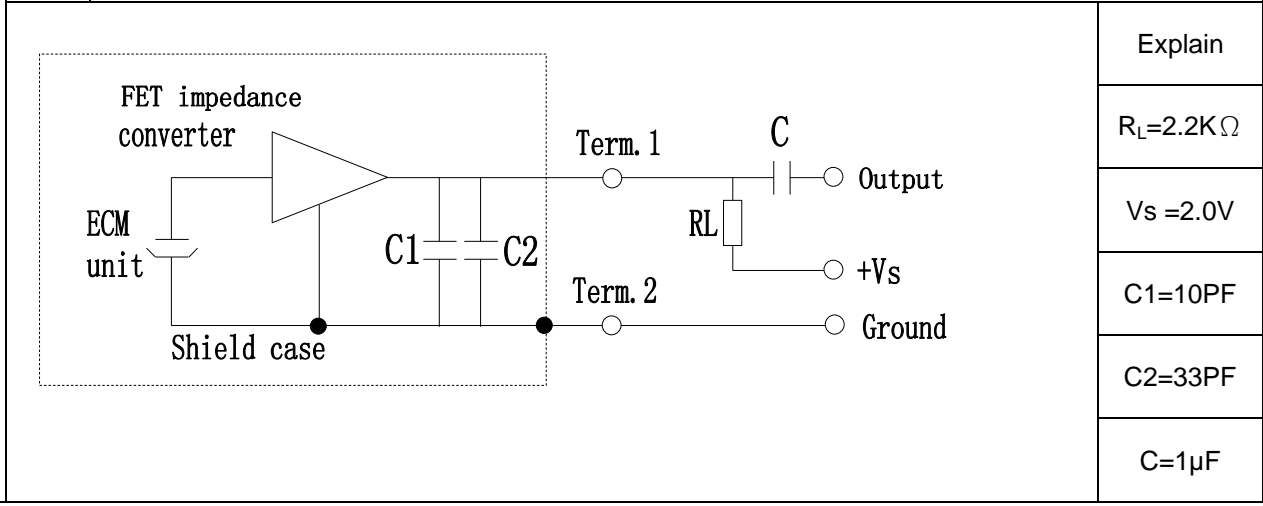 Explain
FET impedance
converter
Term.1
C
Output
R_L=2.2KΩ
ECM
unit
C1
C2
RL
+Vs
Vs =2.0V
Term.2
Ground
C1=10PF
Shield case
C2=33PF
C=1μF